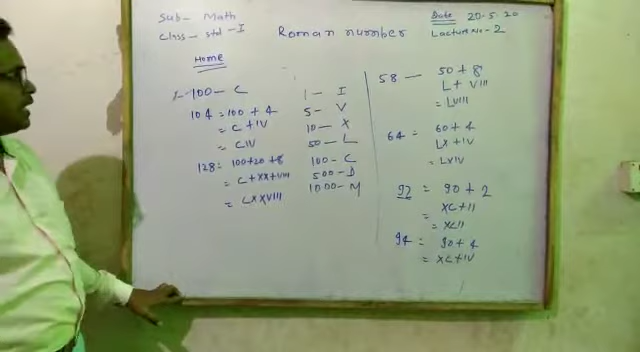 Sub- Math
Class- std -I
Roman number
Date 20-5-20
Lecture No- 2
Home
100- C
104 = 100 + 4
= C + IV
= CIV
128 = 100+20+8
= C+XX+VIII
= CXXVIII
1 - I
5 - V
10 - X
50 - L
100 - C
500 - D
1000 - M
58 - 50 + 8
L + VIII
= LVIII
64 = 60 + 4
LX + IV
= LXIV
92 = 90 + 2
= XC + II
= XCII
94 = 90 + 4
= XC + IV